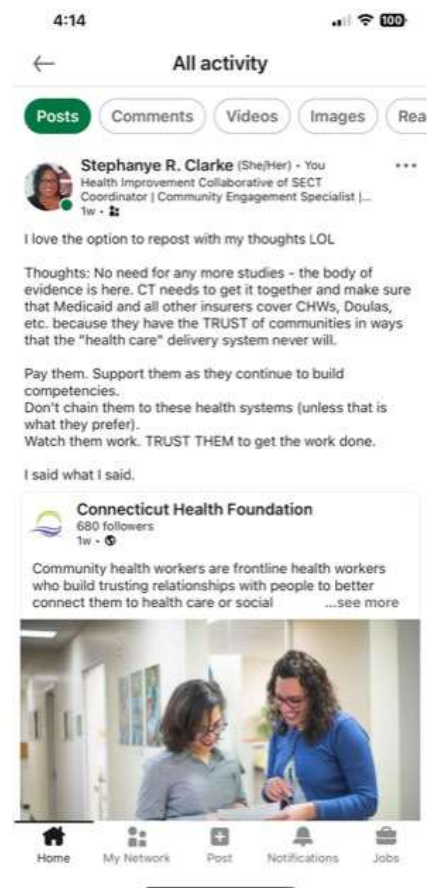 4:14
100
All activity
Posts
Comments
Videos
Images
Rea
Stephanye R. Clarke (She/Her) - You
Health Improvement Collaborative of SECT
Coordinator | Community Engagement Specialist |...
1w •
I love the option to repost with my thoughts LOL
Thoughts: No need for any more studies - the body of
evidence is here. CT needs to get it together and make sure
that Medicaid and all other insurers cover CHWs, Doulas,
etc. because they have the TRUST of communities in ways
that the "health care" delivery system never will.
Pay them. Support them as they continue to build
competencies.
Don't chain them to these health systems (unless that is
what they prefer).
Watch them work. TRUST THEM to get the work done.
I said what I said.
Connecticut Health Foundation
680 followers
1w •
Community health workers are frontline health workers
who build trusting relationships with people to better
connect them to health care or social ...see more
Home
My Network
Post
Notifications
Jobs